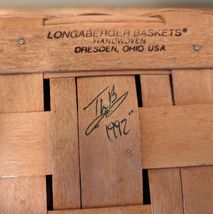 LONGABERGER BASKETS®
HANDWOVEN
DRESDEN, OHIO USA
1992